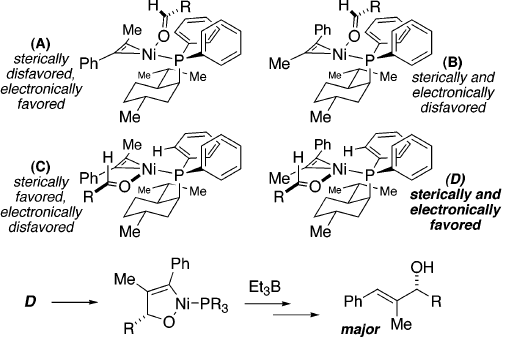 Me
H
R
O
(A)
Ph
Ni
P
sterically
disfavored,
electronically
favored
Me
Me
Me
H
R
O
Ph
Ni
P
Me
Me
Me
Me
(B)
sterically and
electronically
disfavored
(C)
sterically
favored,
electronically
disfavored
Me
H
Ph
H
Ni
P
O
R
Me
Me
Me
Ph
H
H
Me
Ni
P
O
R
Me
Me
Me
(D)
sterically and
electronically
favored
D
Me
Ph
Ni
PR3
R
O
Et3B
OH
Ph
R
Me
major